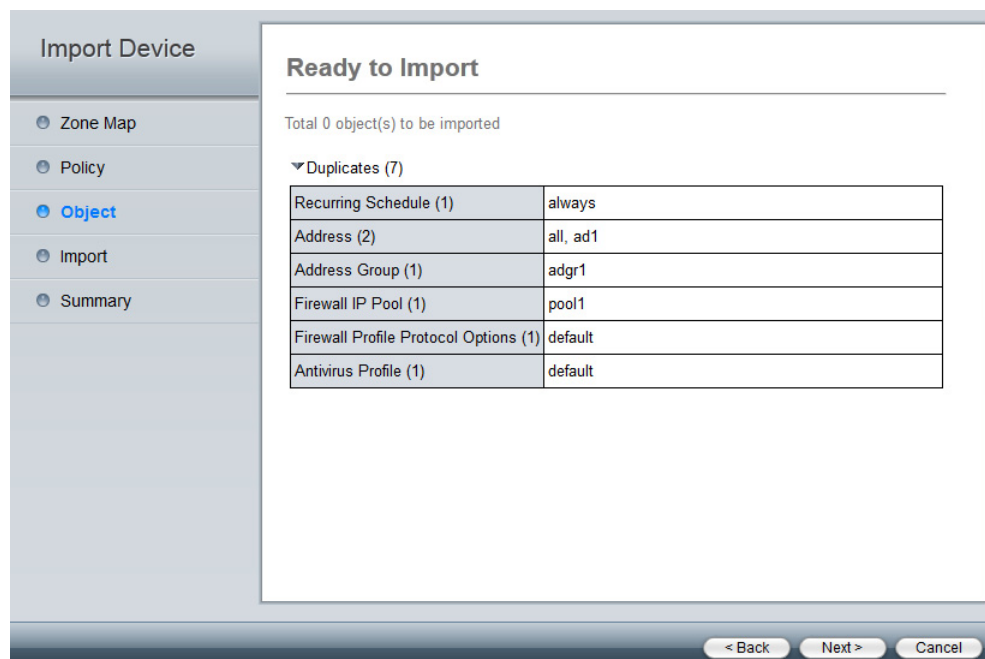 Import Device
Zone Map
Policy
Object
Import
Summary
Ready to Import
Total 0 object(s) to be imported
Duplicates (7)
Recurring Schedule (1) always
Address (2) all, ad1
Address Group (1) adgr1
Firewall IP Pool (1) pool1
Firewall Profile Protocol Options (1) default
Antivirus Profile (1) default
< Back Next > Cancel